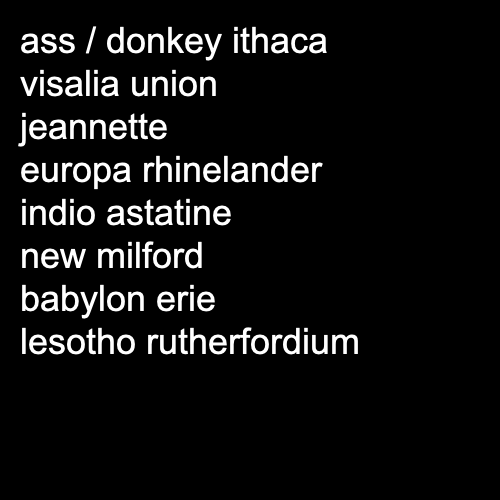 ass / donkey ithaca
visalia union
jeannette
europa rhinelander
indio astatine
new milford
babylon erie
lesotho rutherfordium